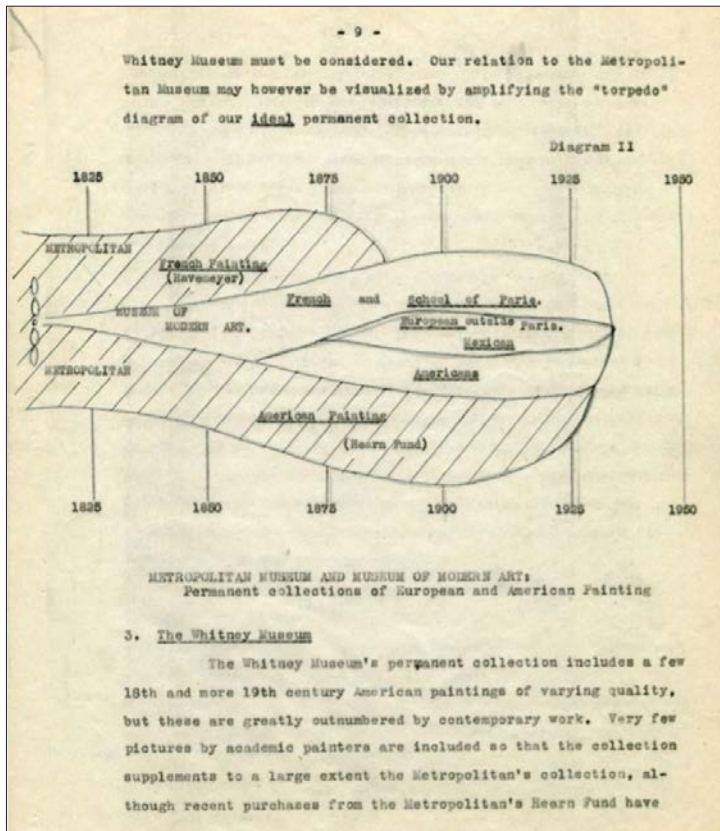 - 9 -
Whitney Museum must be considered. Our relation to the Metropoli-
tan Museum may however be visualized by amplifying the "torpedo"
diagram of our ideal permanent collection.
Diagram II
1825 1850 1875 1900 1925 1950
METROPOLITAN
French Painting
(Havemeyer)
MUSEUM OF
MODERN ART.
French and School of Paris.
European outside Paris.
Mexican
METROPOLITAN
Americans
American Painting
(Hearn Fund)
1825 1850 1875 1900 1925 1950
METROPOLITAN MUSEUM AND MUSEUM OF MODERN ART:
Permanent collections of European and American Painting
3. The Whitney Museum
The Whitney Museum's permanent collection includes a few
18th and more 19th century American paintings of varying quality,
but these are greatly outnumbered by contemporary work. Very few
pictures by academic painters are included so that the collection
supplements to a large extent the Metropolitan's collection, al-
though recent purchases from the Metropolitan's Hearn Fund have